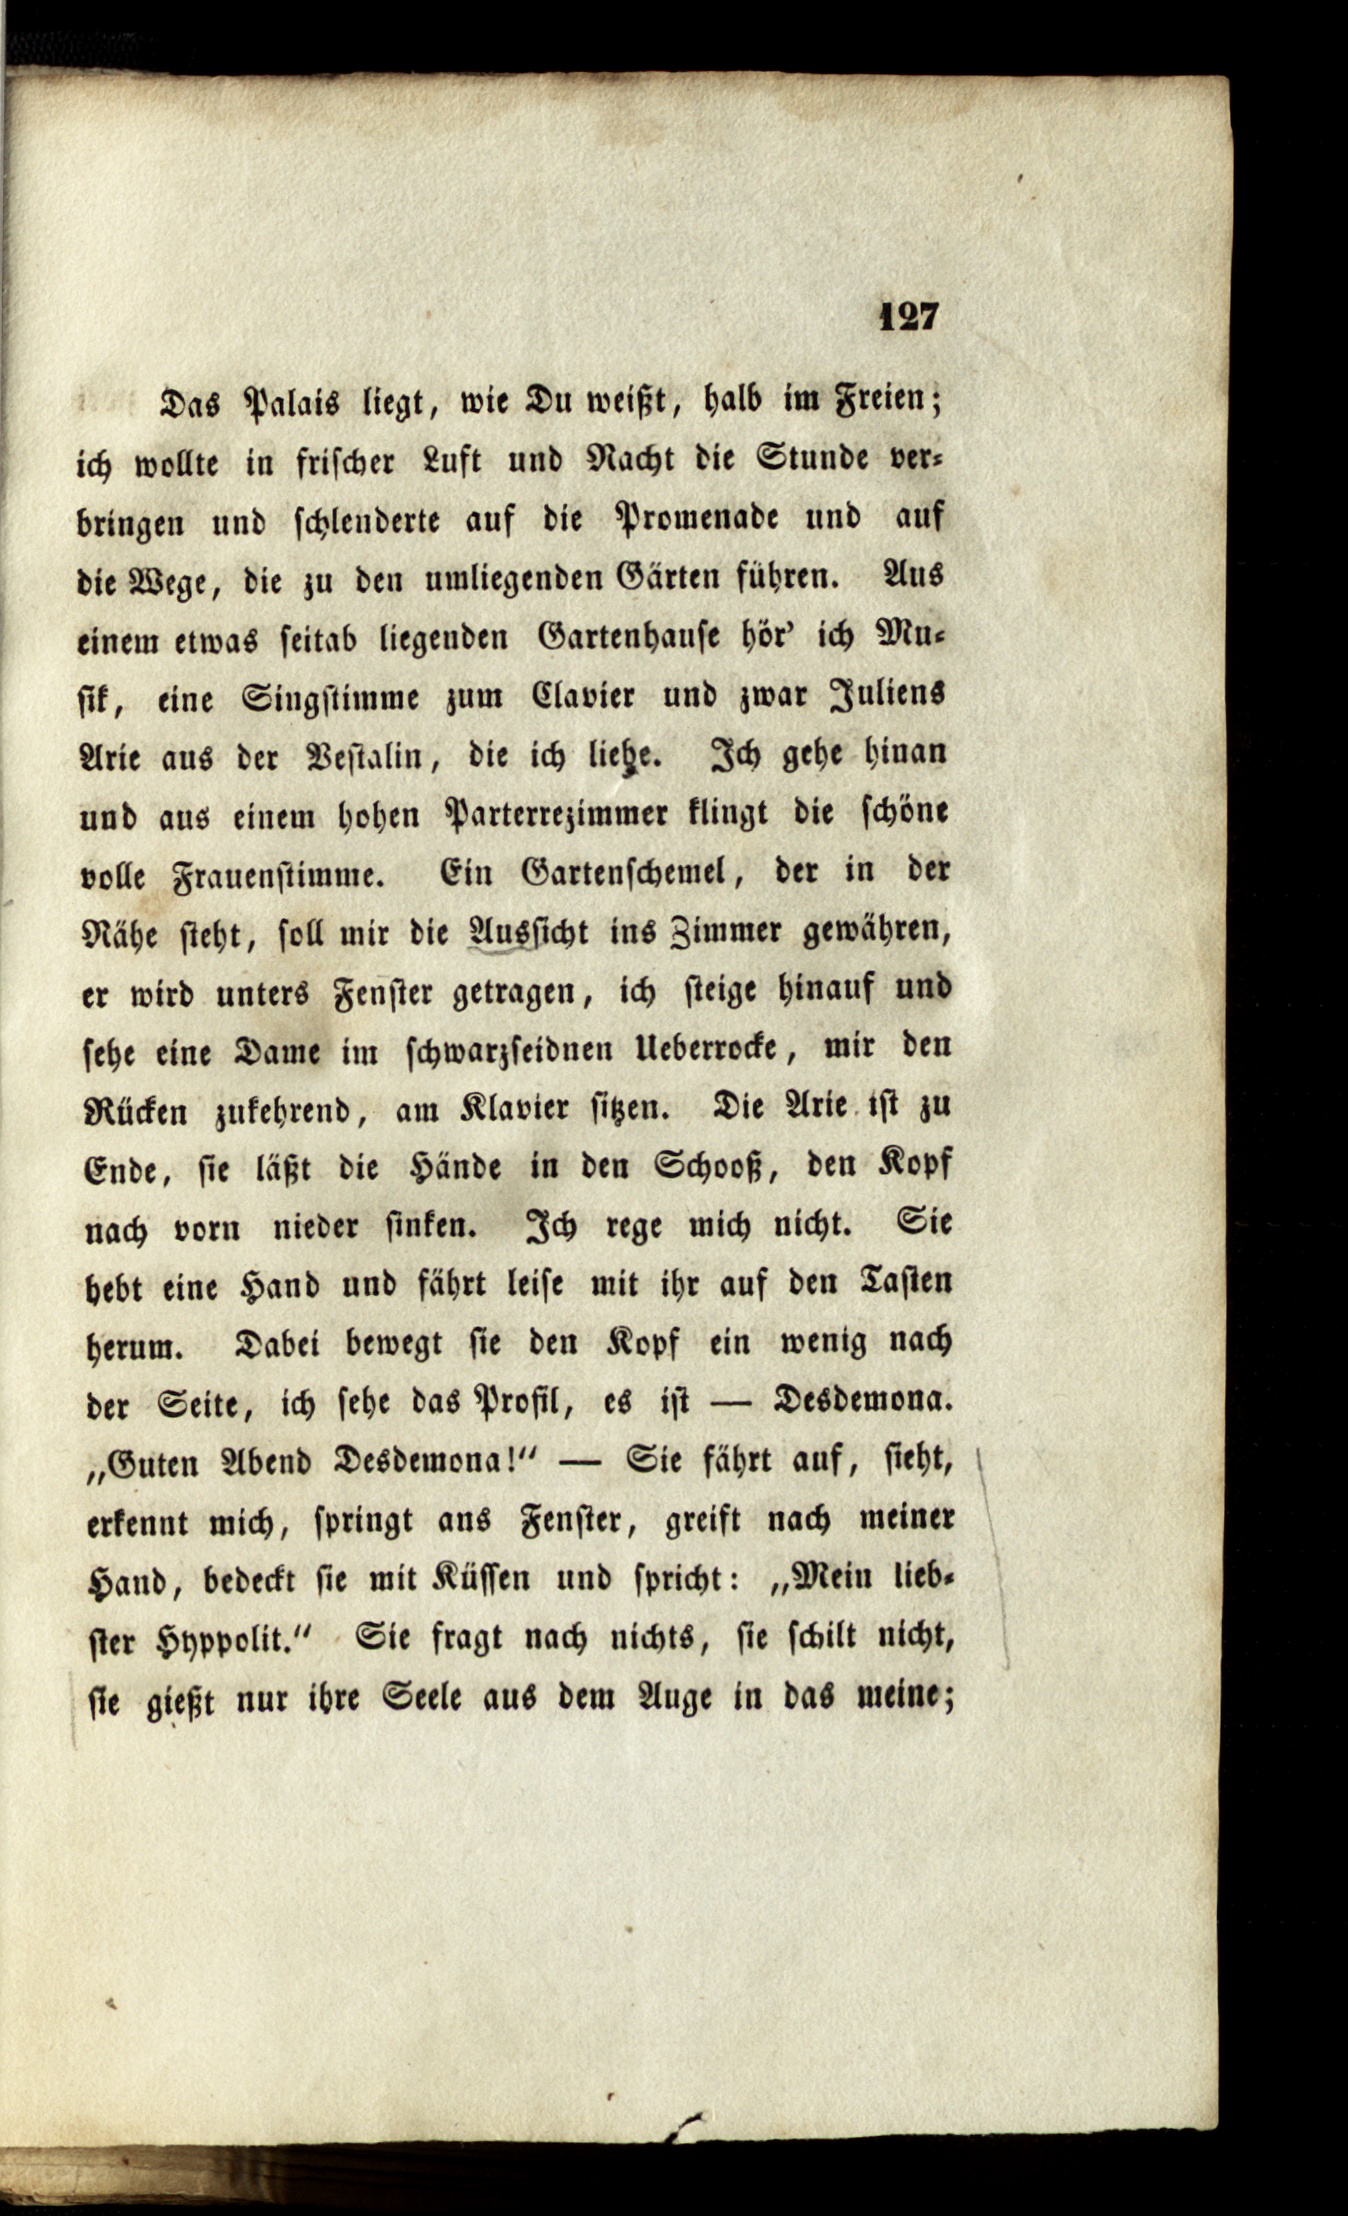 127
Das Palais liegt, wie Du weißt, halb im Freien;
ich wollte in friſcher Luft und Nacht die Stunde ver⸗
bringen und ſchlenderte auf die Promenade und auf
die Wege, die zu den umliegenden Gärten führen. Aus
einem etwas ſeitab liegenden Gartenhauſe hör’ ich Mu⸗
ſik, eine Singſtimme zum Clavier und zwar Juliens
Arie aus der Veſtalin, die ich liebe. Ich gehe hinan
und aus einem hohen Parterrezimmer klingt die ſchöne
volle Frauenſtimme. Ein Gartenſchemel, der in der
Nähe ſteht, ſoll mir die Ausſicht ins Zimmer gewähren,
er wird unters Fenſter getragen, ich ſteige hinauf und
ſehe eine Dame im ſchwarzſeidnen Ueberrocke, mir den
Rücken zukehrend, am Klavier ſitzen. Die Arie iſt zu
Ende, ſie läßt die Hände in den Schooß, den Kopf
nach vorn nieder ſinken. Ich rege mich nicht. Sie
hebt eine Hand und fährt leiſe mit ihr auf den Taſten
herum. Dabei bewegt ſie den Kopf ein wenig nach
der Seite, ich ſehe das Profil, es iſt — Desdemona.
„Guten Abend Desdemona!“ — Sie fährt auf, ſieht,
erkennt mich, ſpringt ans Fenſter, greift nach meiner
Hand, bedeckt ſie mit Küſſen und ſpricht: „Mein lieb⸗
ſter Hyppolit.“ Sie fragt nach nichts, ſie ſchilt nicht,
ſie gießt nur ihre Seele aus dem Auge in das meine;